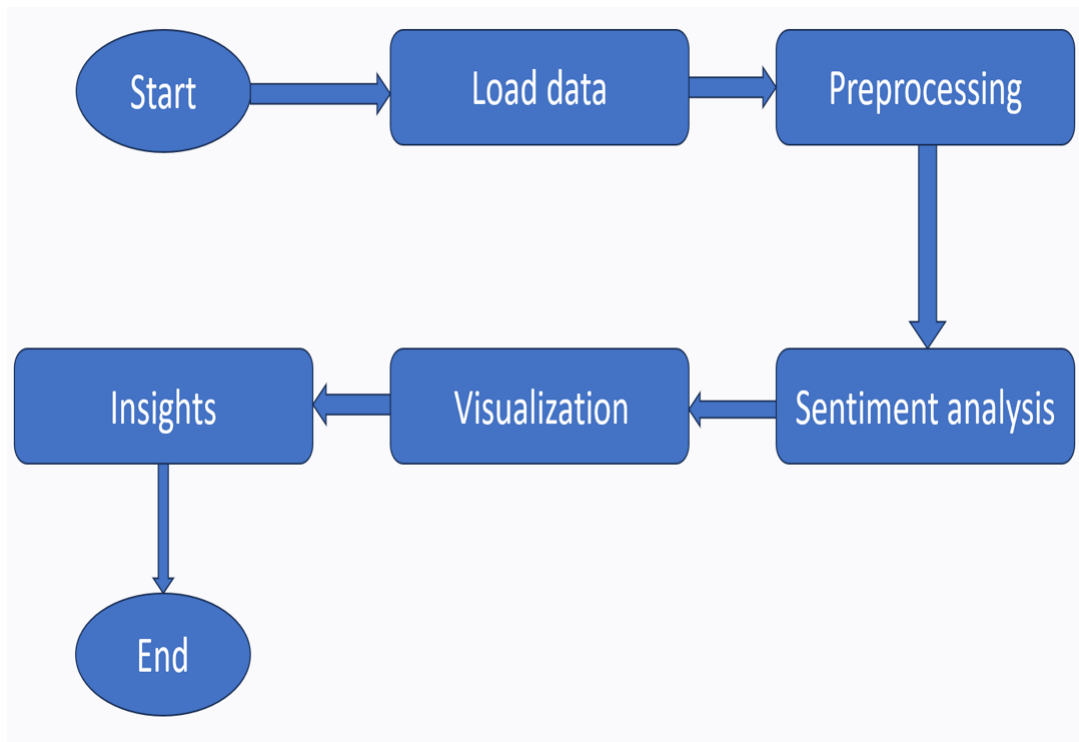 Start
Load data
Preprocessing
Sentiment analysis
Visualization
Insights
End